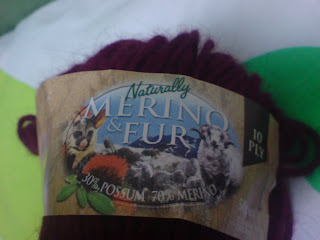 Naturally
MERINO
& FUR
10
PLY
30% POSSUM 70% MERINO